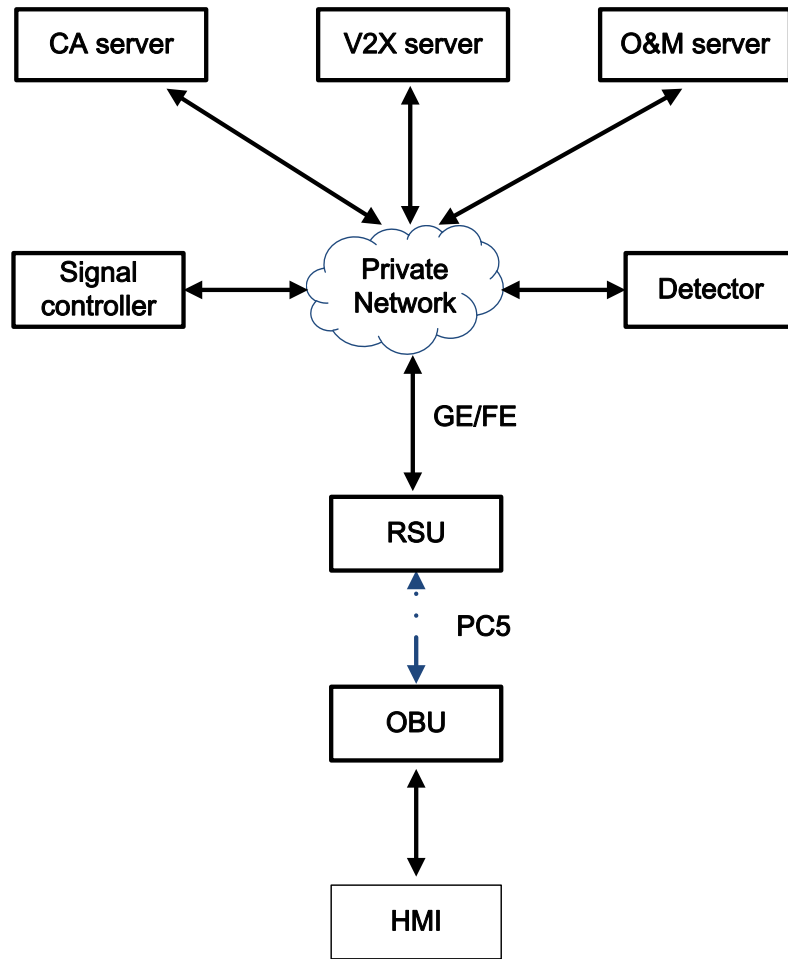 CA server
V2X server
O&M server
Signal
controller
Private
Network
Detector
GE/FE
RSU
PC5
OBU
HMI